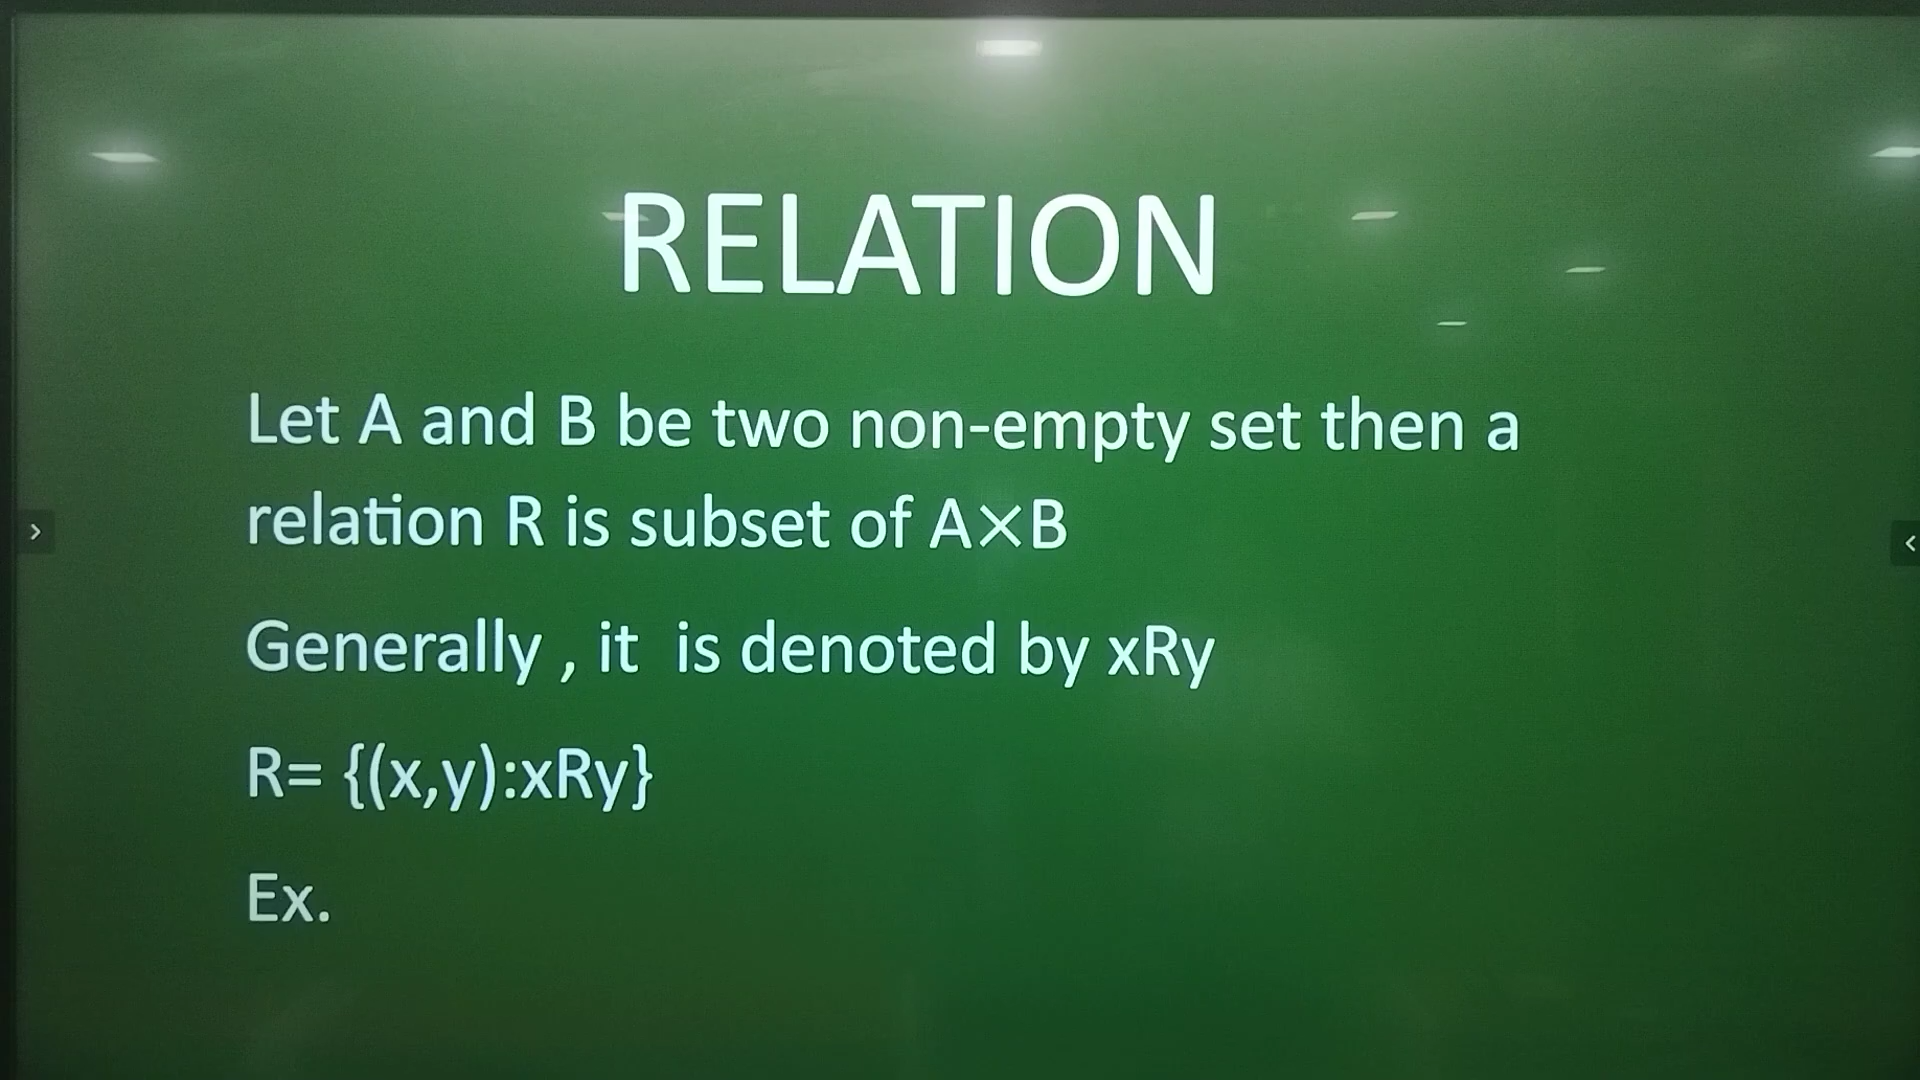 RELATION
Let A and B be two non-empty set then a
relation R is subset of A×B
Generally , it  is denoted by xRy
R= {(x,y):xRy}
Ex.